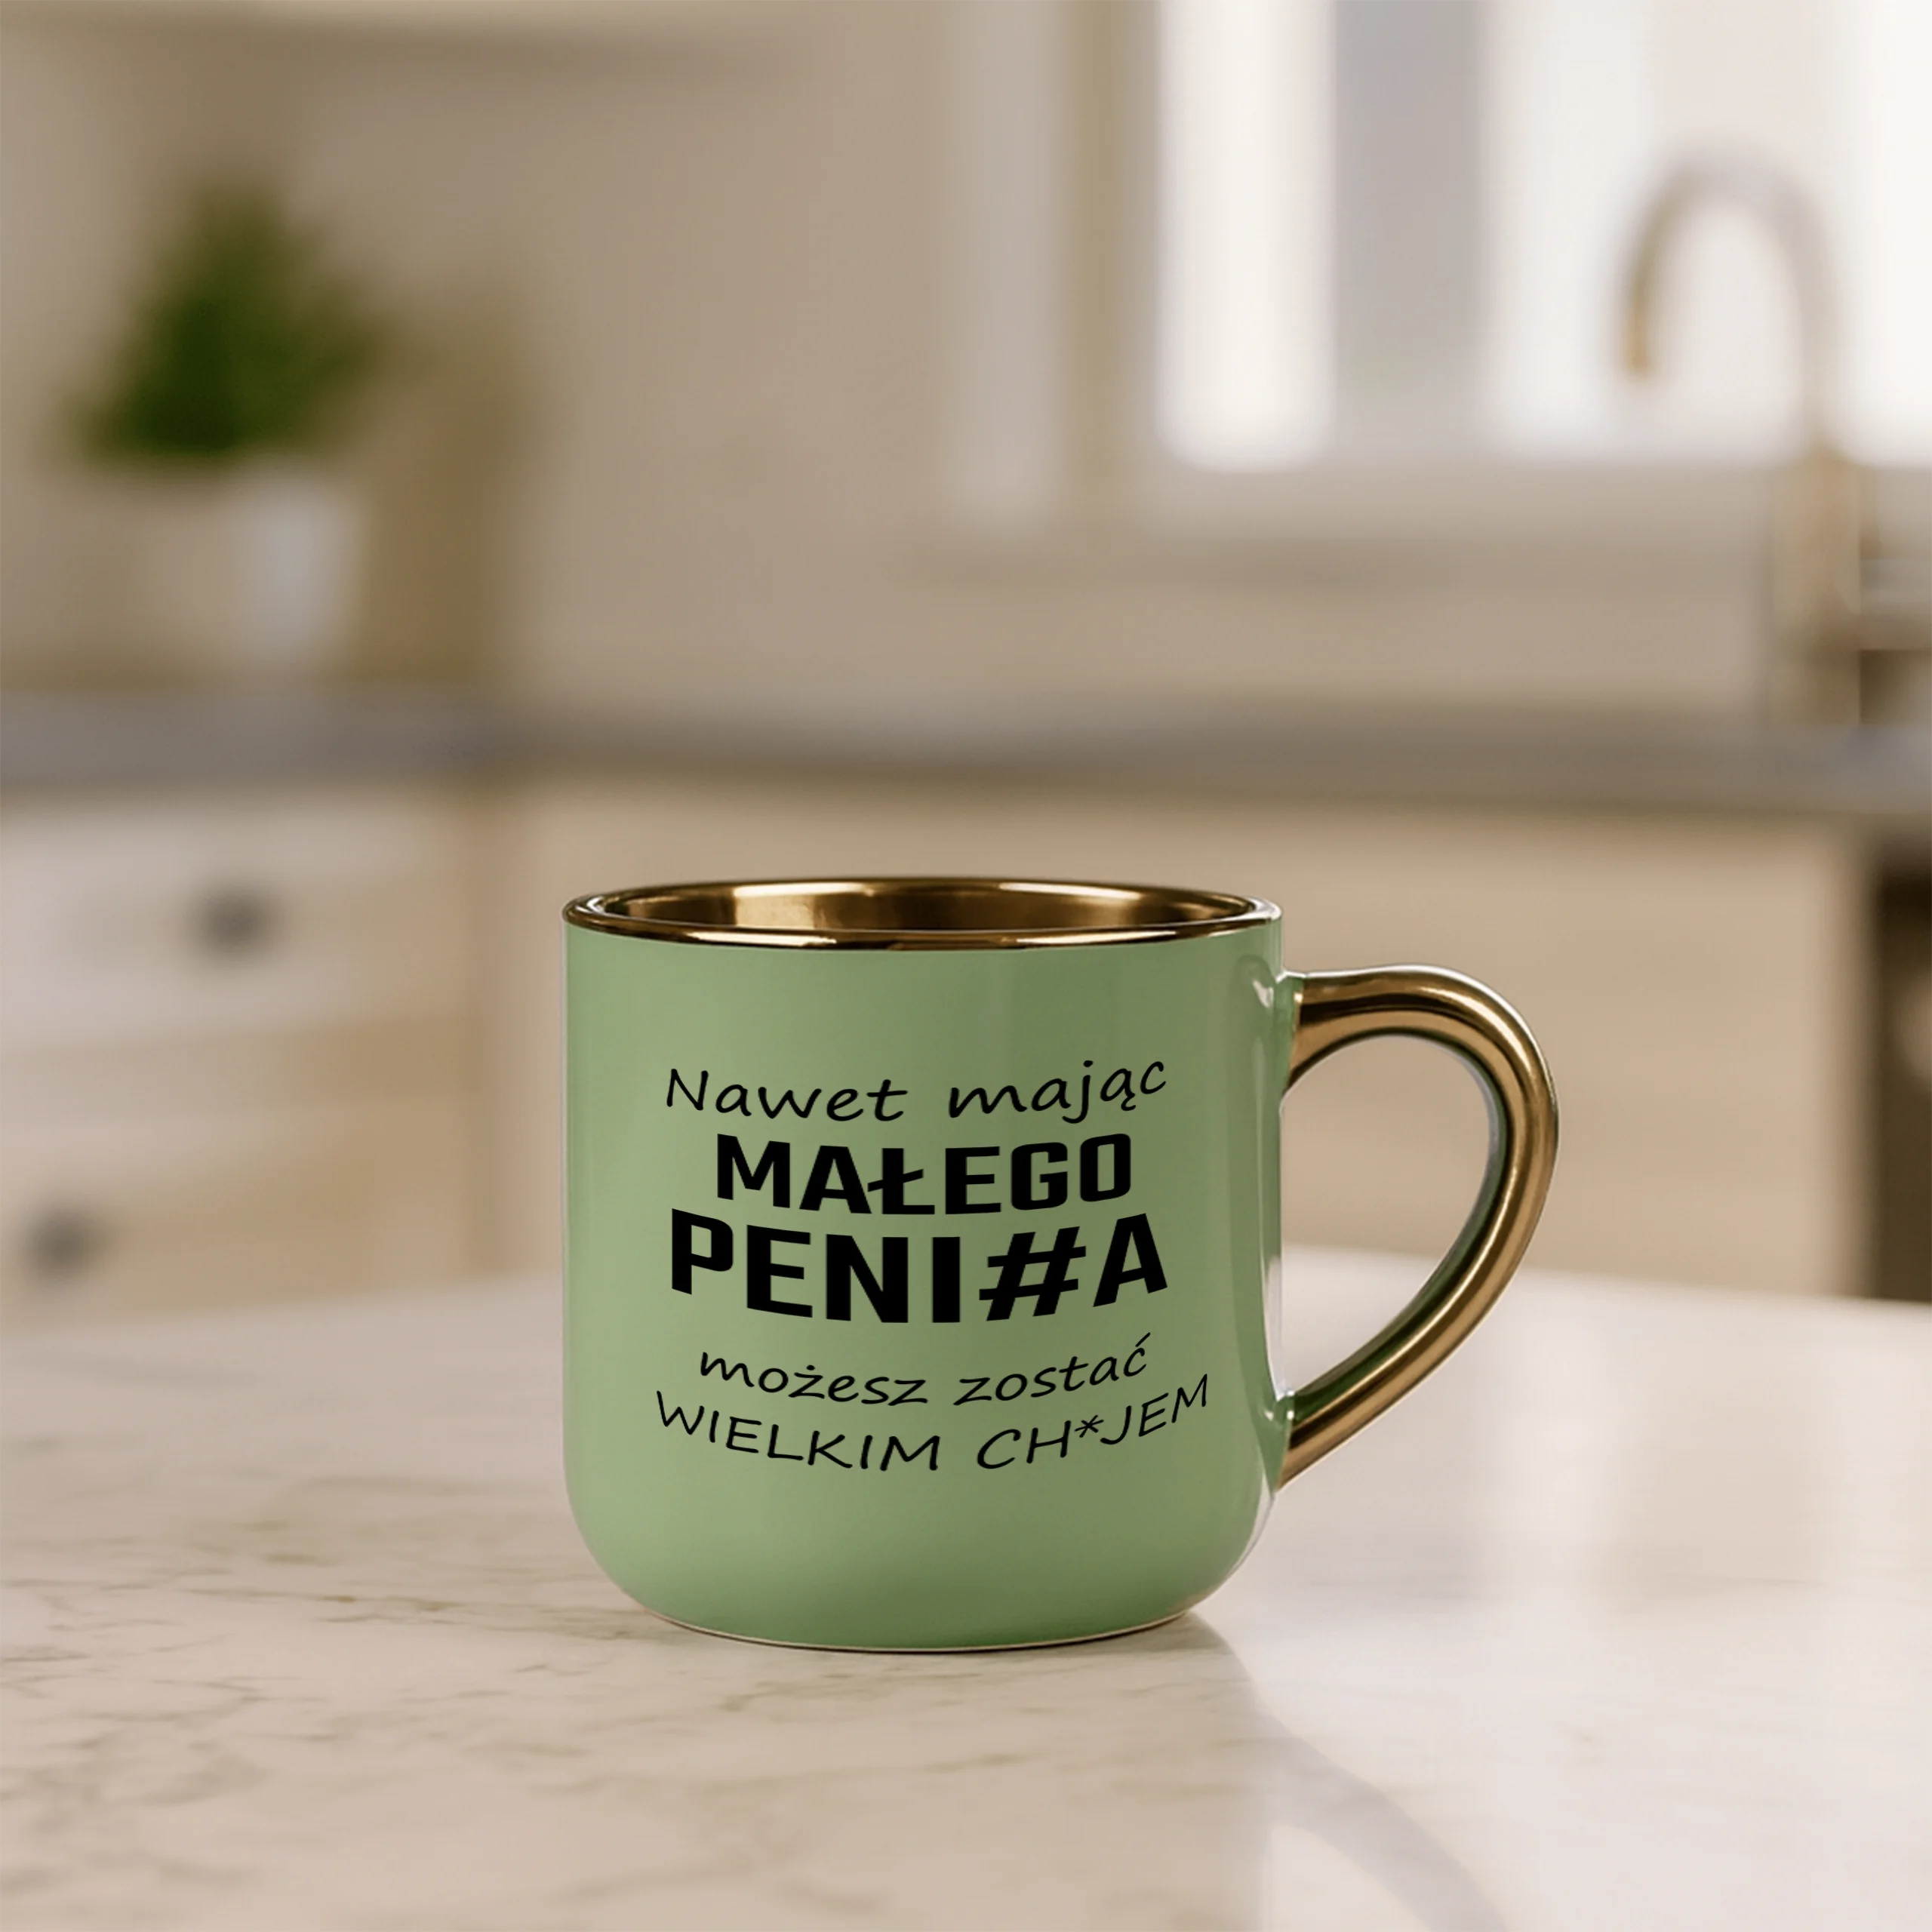 Nawet mając
MAŁEGO
PENI#A
możesz zostać
WIELKIM CH*JEM